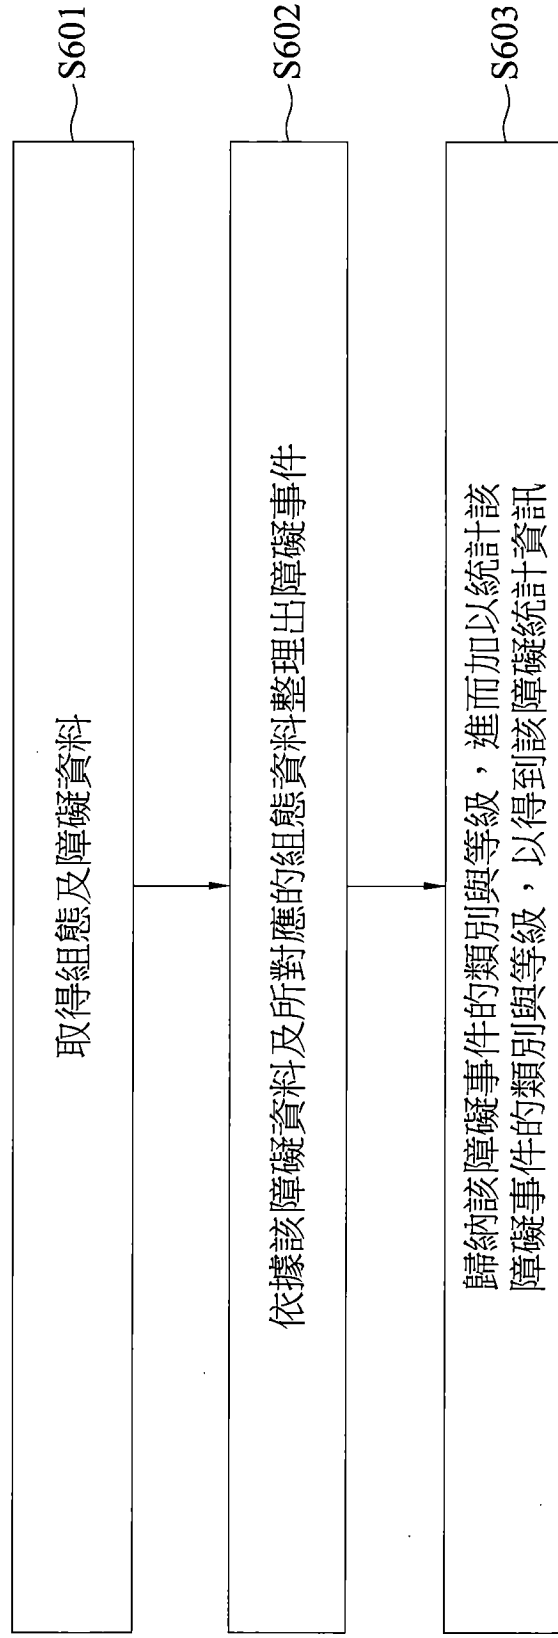 取得組態及障礙資料
S601
依據該障礙資料及所對應的組態資料整理出障礙事件
S602
歸納該障礙事件的類別與等級，進而加以統計該
障礙事件的類別與等級，以得到該障礙統計資訊
S603